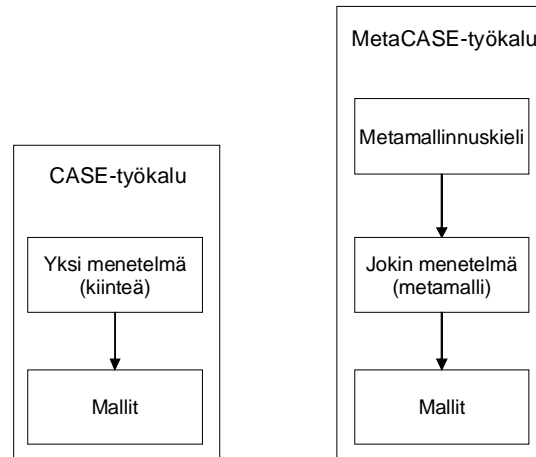 CASE-työkalu
Yksi menetelmä
(kiinteä)
Mallit
MetaCASE-työkalu
Metamallinnuskieli
Jokin menetelmä
(metamalli)
Mallit